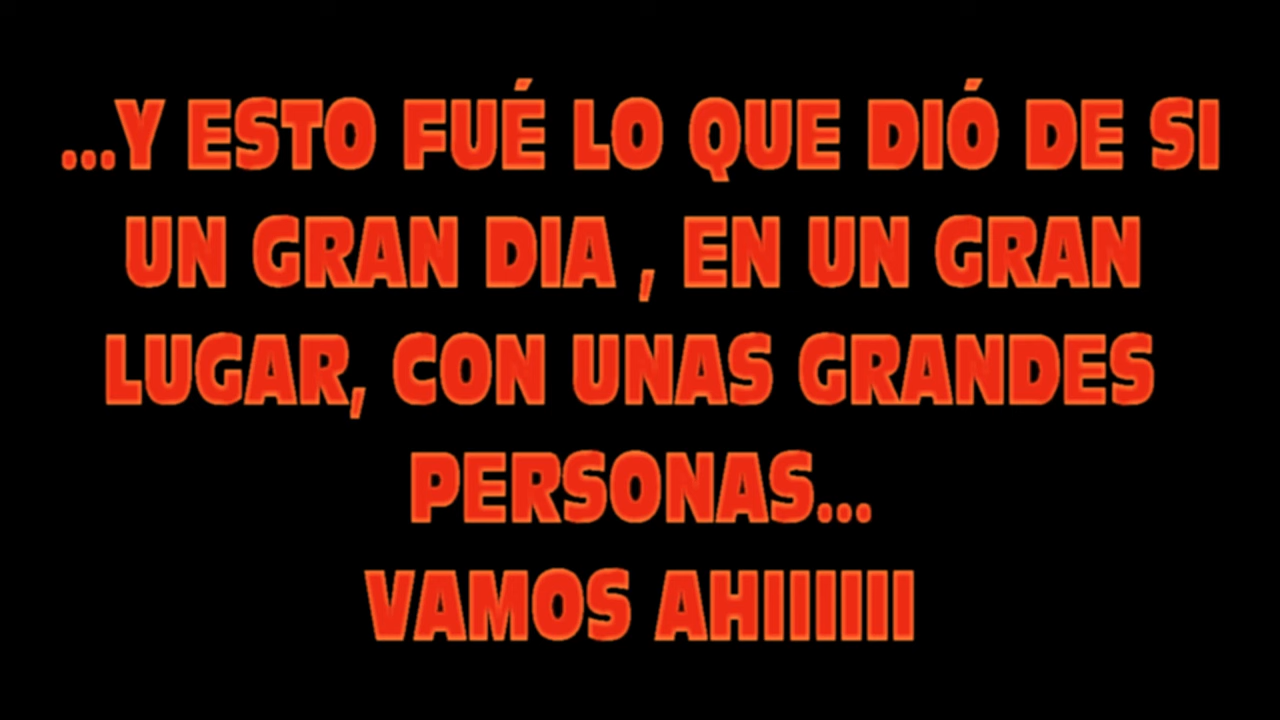 ...Y ESTO FUÉ LO QUE DIÓ DE SI
UN GRAN DIA , EN UN GRAN
LUGAR, CON UNAS GRANDES
PERSONAS...
VAMOS AHIIIIII